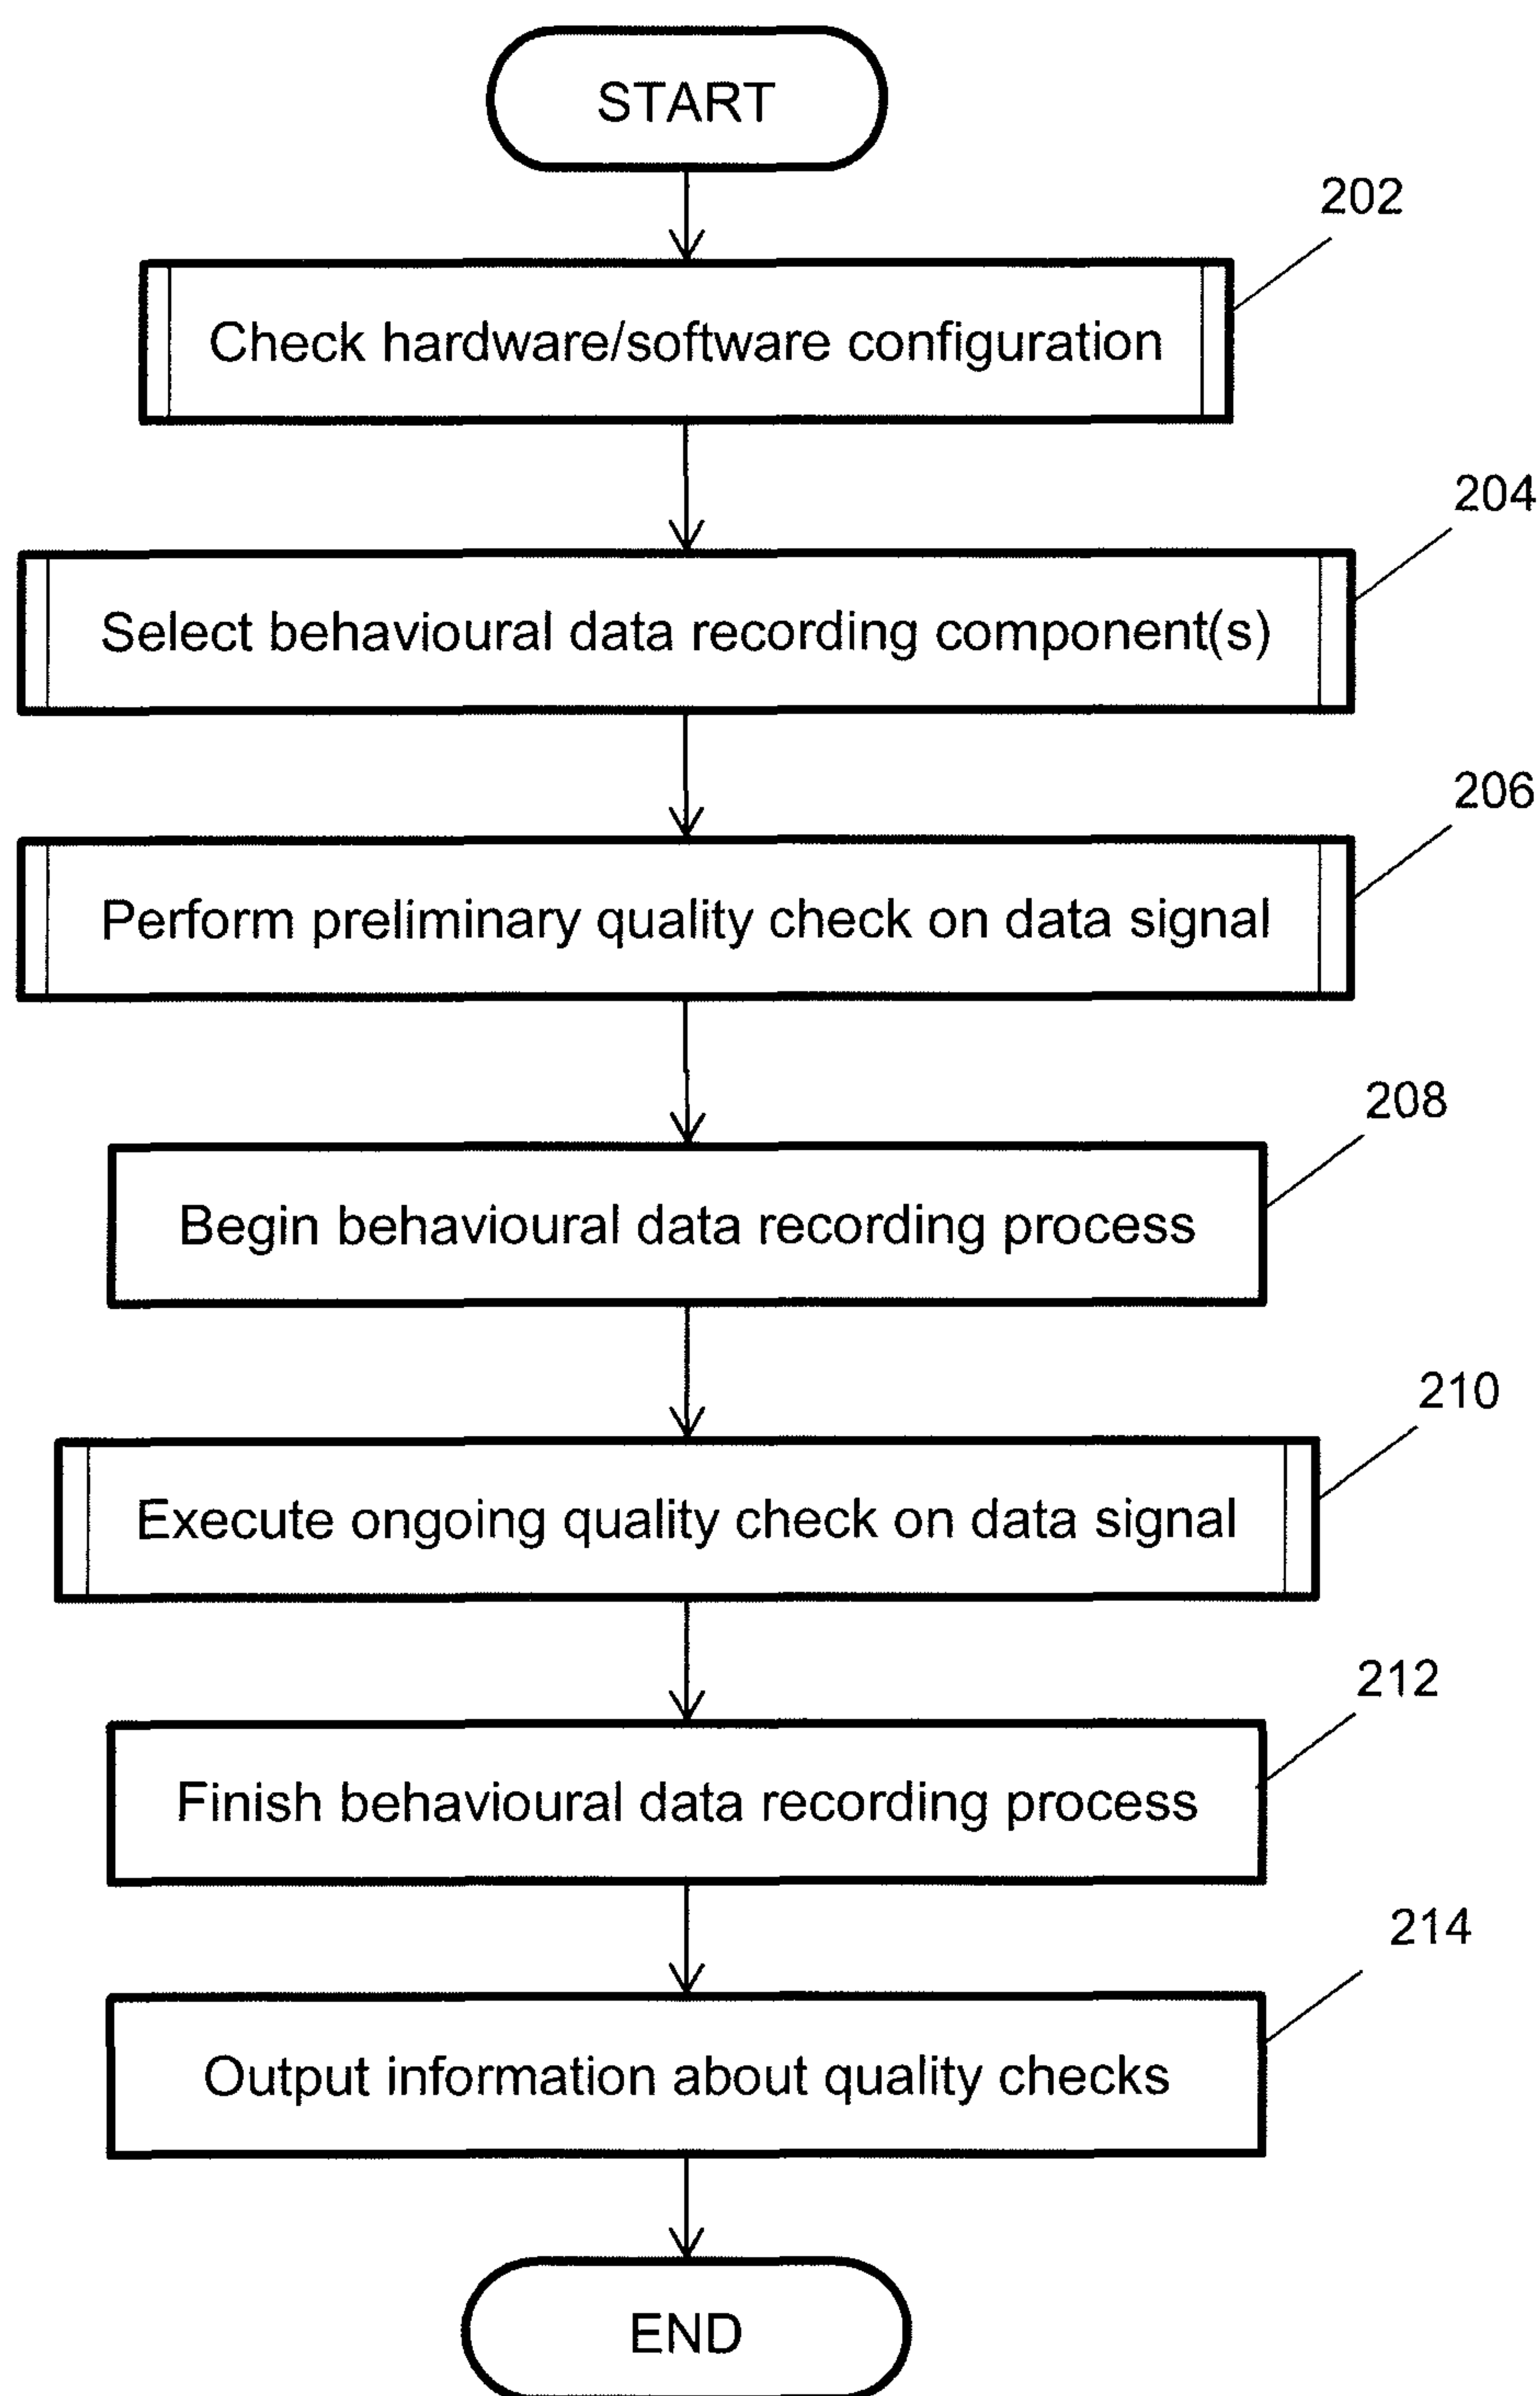 START
202
Check hardware/software configuration
204
Select behavioural data recording component(s)
206
Perform preliminary quality check on data signal
208
Begin behavioural data recording process
210
Execute ongoing quality check on data signal
212
Finish behavioural data recording process
214
Output information about quality checks
END